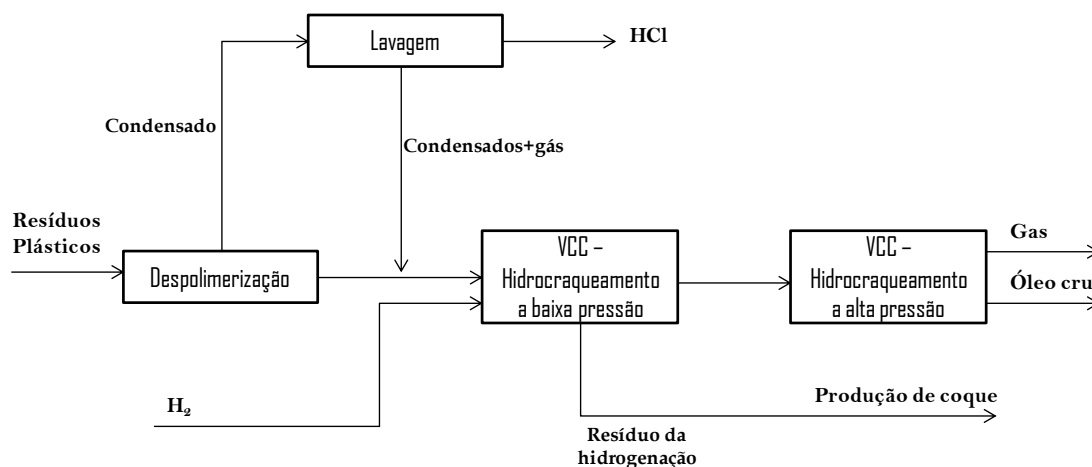 Lavagem
HCl
Condensado
Condensados+gás
Resíduos
Plásticos
Despolimerização
VCC –
Hidrocraqueamento
a baixa pressão
VCC –
Hidrocraqueamento
a alta pressão
Gas
Óleo cru
H₂
Produção de coque
Resíduo da
hidrogenação